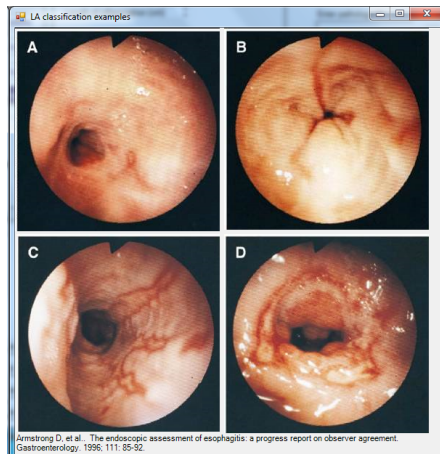 LA classification examples
A
B
C
D
Armstrong D, et al.. The endoscopic assessment of esophagitis: a progress report on observer agreement.
Gastroenterology. 1996; 111: 85-92.